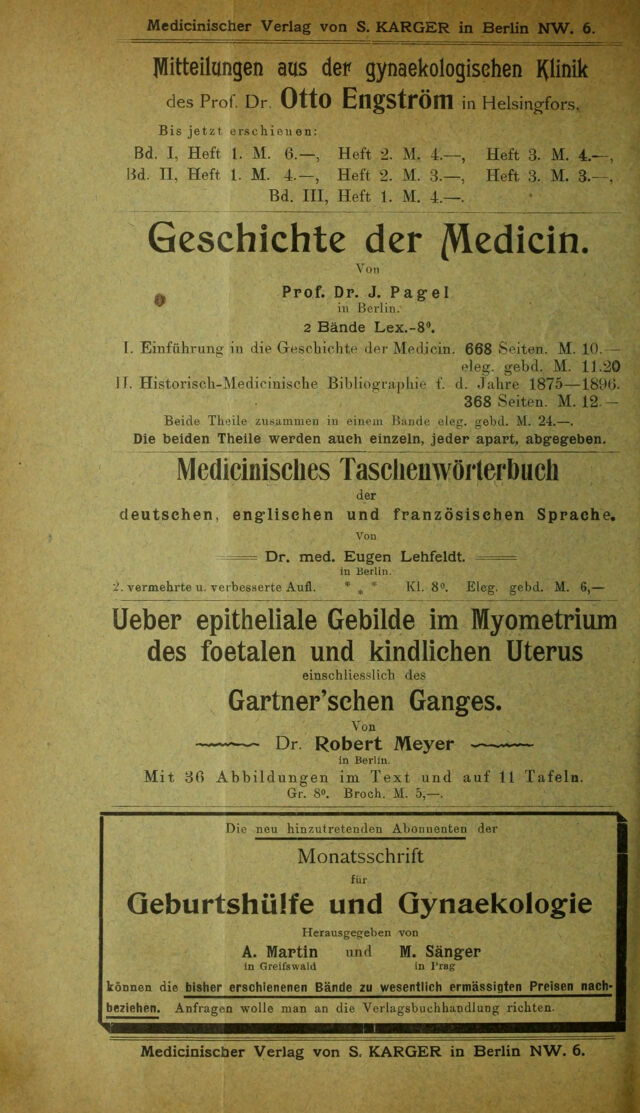 Medicinischer Verlag von S. KARGER in Berlin NW. 6.
Mitteilungen aus der gynaekologischen Klinik
des Prof. Dr. Otto Engström in Helsingfors.
Bis jetzt erschienen:
Bd. I, Heft 1. M. 6.—, Heft 2. M. 4.—, Heft 3. M. 4.—,
Bd. II, Heft 1. M. 4.—, Heft 2. M. 3.—, Heft 3. M. 3.—,
Bd. III, Heft 1. M. 4.—.
Geschichte der Medicin.
Von
Prof. Dr. J. Pagel
in Berlin.
2 Bände Lex.-8⁰.
I. Einführung in die Geschichte der Medicin. 668 Seiten. M. 10.—
eleg. gebd. M. 11.20
II. Historisch-Medicinische Bibliographie f. d. Jahre 1875—1896.
368 Seiten. M. 12.—
Beide Theile zusammen in einem Bande eleg. gebd. M. 24.—.
Die beiden Theile werden auch einzeln, jeder apart, abgegeben.
Medicinisches Taschenwörterbuch
der
deutschen, englischen und französischen Sprache.
Von
Dr. med. Eugen Lehfeldt.
in Berlin.
2. vermehrte u. verbesserte Aufl. * * * Kl. 8⁰. Eleg. gebd. M. 6,—
Ueber epitheliale Gebilde im Myometrium
des foetalen und kindlichen Uterus
einschliesslich des
Gartner'schen Ganges.
Von
Dr. Robert Meyer
in Berlin.
Mit 36 Abbildungen im Text und auf 11 Tafeln.
Gr. 8⁰. Broch. M. 5,—.
Die neu hinzutretenden Abonnenten der
Monatsschrift
für
Geburtshülfe und Gynaekologie
Herausgegeben von
A. Martin und M. Sänger
in Greifswald in Prag
können die bisher erschienenen Bände zu wesentlich ermässigten Preisen nach-
beziehen. Anfragen wolle man an die Verlagsbuchhandlung richten.
Medicinischer Verlag von S. KARGER in Berlin NW. 6.